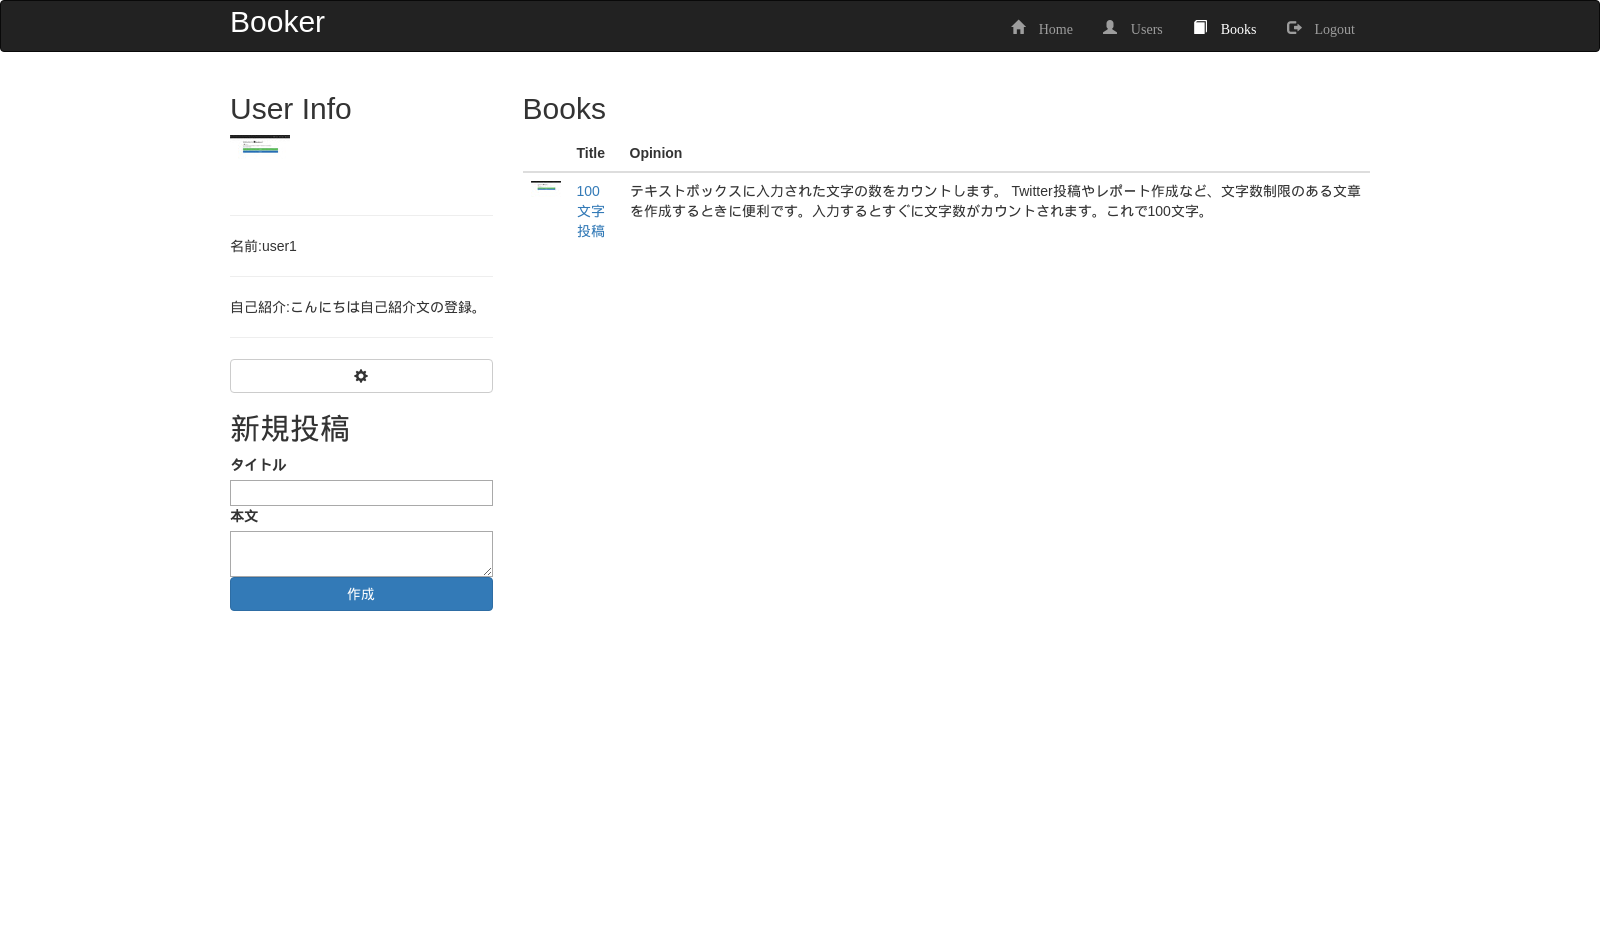 Booker
Home Users Books Logout
User Info
名前:user1
自己紹介:こんにちは自己紹介文の登録。
新規投稿
タイトル
本文
作成
Books
Title Opinion
100
文字
投稿
テキストボックスに入力された文字の数をカウントします。 Twitter投稿やレポート作成など、文字数制限のある文章
を作成するときに便利です。入力するとすぐに文字数がカウントされます。これで100文字。